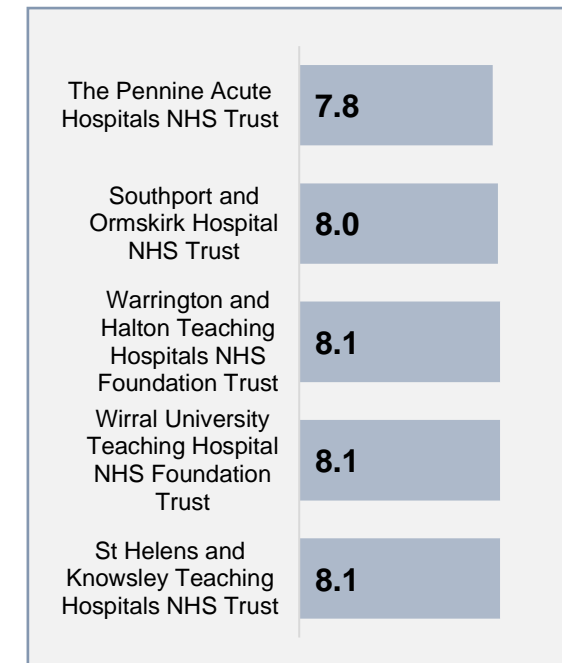 The Pennine Acute
Hospitals NHS Trust
7.8
Southport and
Ormskirk Hospital
NHS Trust
8.0
Warrington and
Halton Teaching
Hospitals NHS
Foundation Trust
8.1
Wirral University
Teaching Hospital
NHS Foundation
Trust
8.1
St Helens and
Knowsley Teaching
Hospitals NHS Trust
8.1